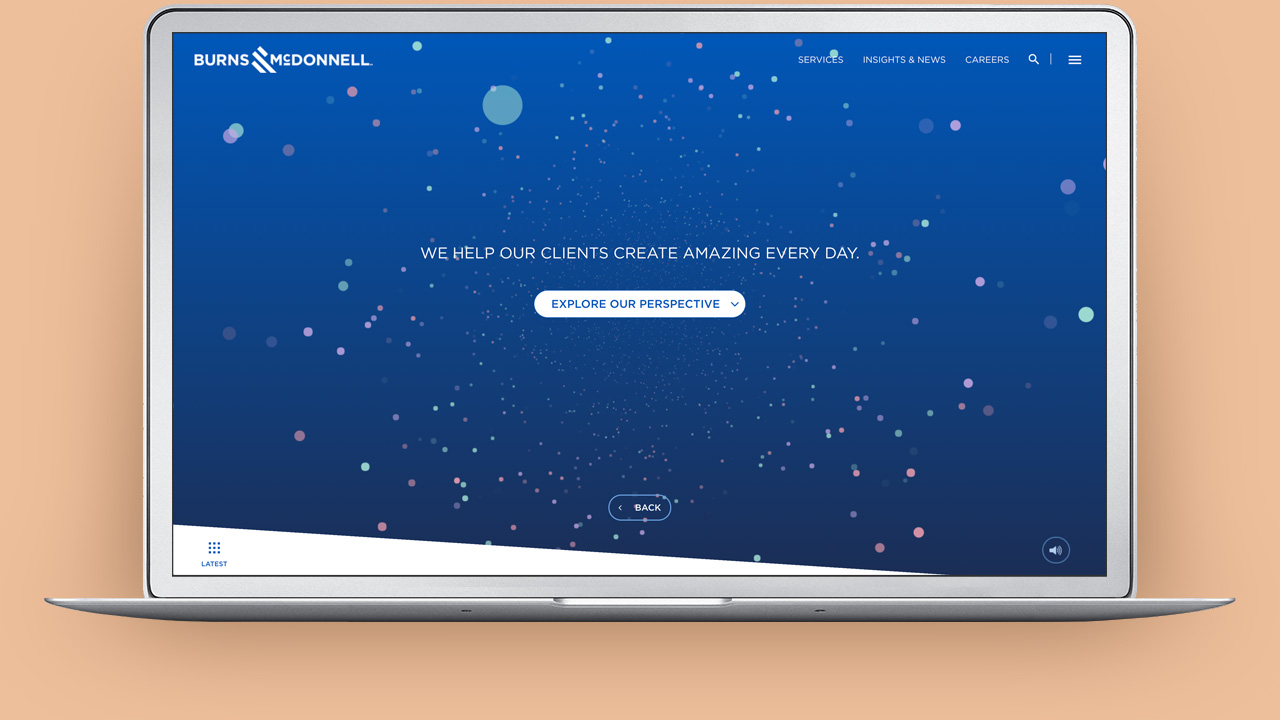 BURNS McDONNELL
SERVICES
INSIGHTS & NEWS
CAREERS
WE HELP OUR CLIENTS CREATE AMAZING EVERY DAY.
EXPLORE OUR PERSPECTIVE
BACK
LATEST